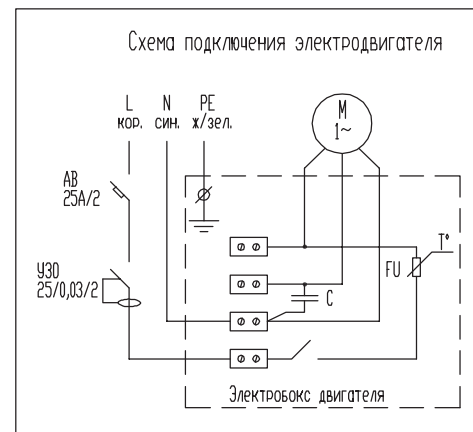 Схема подключения электродвигателя
L N PE
кор. син. ж/зел.
M
1~
АВ
25А/2
УЗО
25/0,03/2
T°
FU
C
Электробокс двигателя